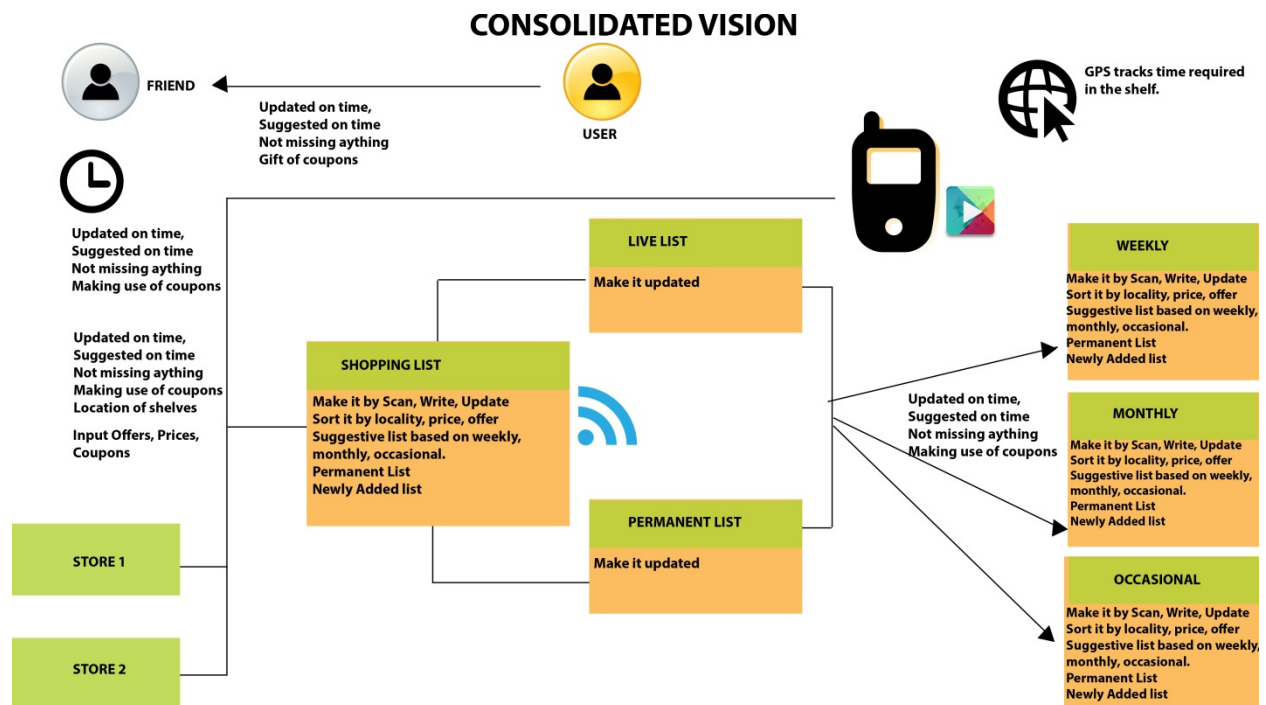 CONSOLIDATED VISION
FRIEND
Updated on time,
Suggested on time
Not missing aything
Gift of coupons
USER
GPS tracks time required
in the shelf.
Updated on time,
Suggested on time
Not missing aything
Making use of coupons
Updated on time,
Suggested on time
Not missing aything
Making use of coupons
Location of shelves
Input Offers, Prices,
Coupons
STORE 1
STORE 2
SHOPPING LIST
Make it by Scan, Write, Update
Sort it by locality, price, offer
Suggestive list based on weekly,
monthly, occasional.
Permanent List
Newly Added list
LIVE LIST
Make it updated
PERMANENT LIST
Make it updated
Updated on time,
Suggested on time
Not missing aything
Making use of coupons
WEEKLY
Make it by Scan, Write, Update
Sort it by locality, price, offer
Suggestive list based on weekly,
monthly, occasional.
Permanent List
Newly Added list
MONTHLY
Make it by Scan, Write, Update
Sort it by locality, price, offer
Suggestive list based on weekly,
monthly, occasional.
Permanent List
Newly Added list
OCCASIONAL
Make it by Scan, Write, Update
Sort it by locality, price, offer
Suggestive list based on weekly,
monthly, occasional.
Permanent List
Newly Added list